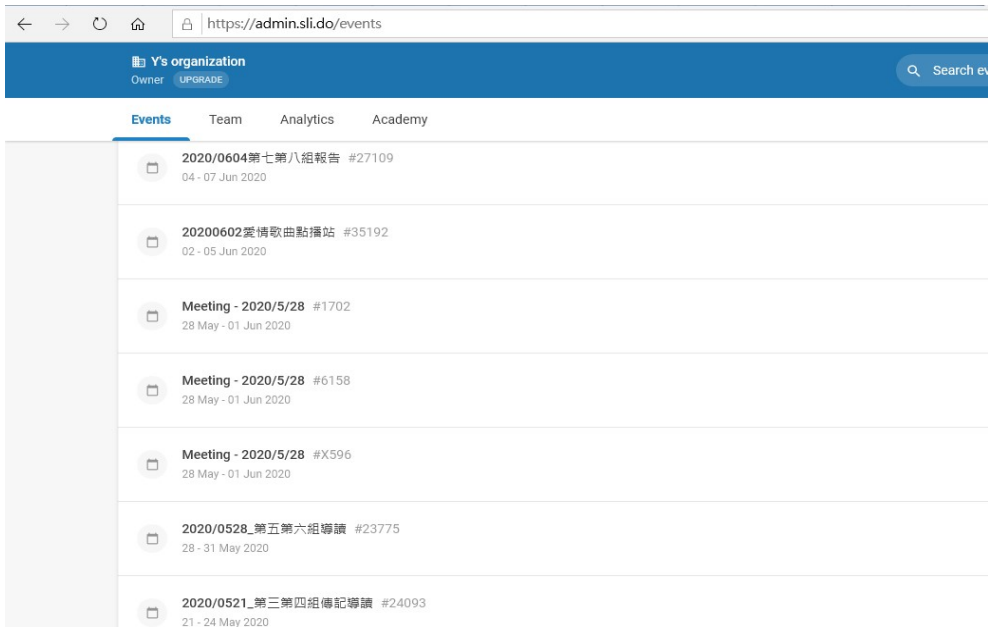 https://admin.sli.do/events
Y's organization
Owner UPGRADE
Search ev
Events Team Analytics Academy
2020/0604第七第八組報告 #27109
04 - 07 Jun 2020
20200602愛情歌曲點播站 #35192
02 - 05 Jun 2020
Meeting - 2020/5/28 #1702
28 May - 01 Jun 2020
Meeting - 2020/5/28 #6158
28 May - 01 Jun 2020
Meeting - 2020/5/28 #X596
28 May - 01 Jun 2020
2020/0528_第五第六組導讀 #23775
28 - 31 May 2020
2020/0521_第三第四組傳記導讀 #24093
21 - 24 May 2020